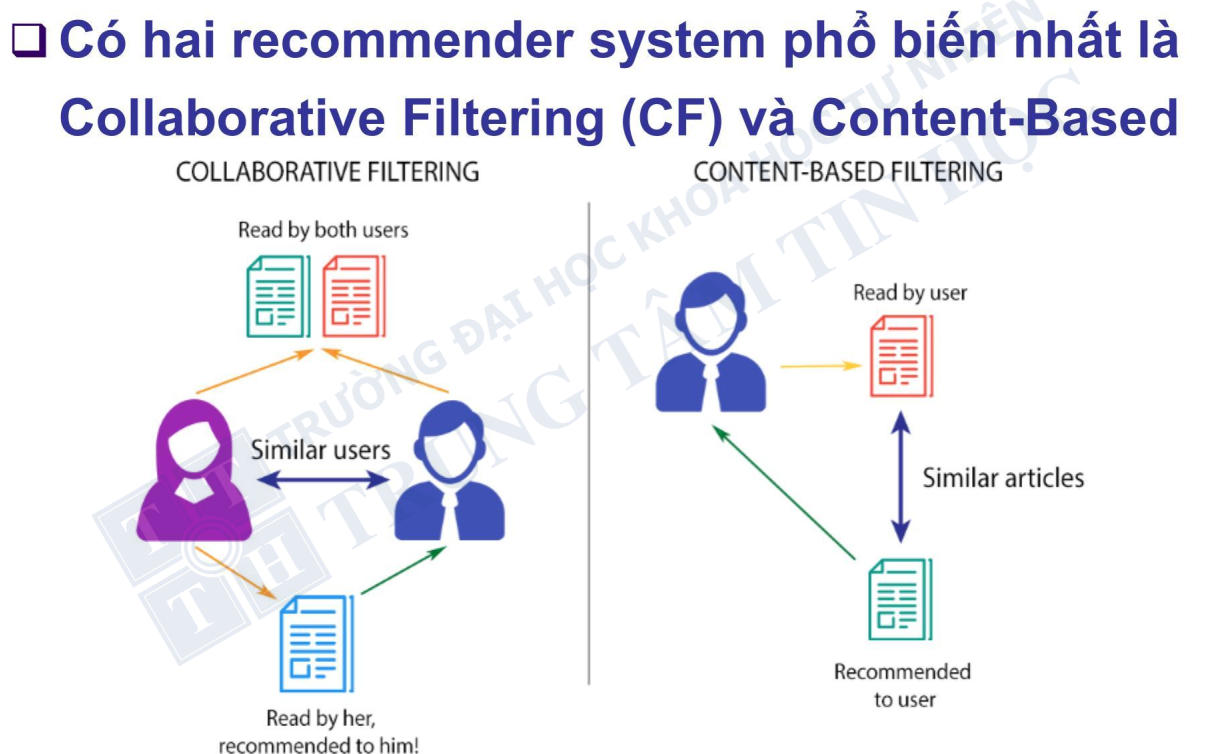 Có hai recommender system phổ biến nhất là
Collaborative Filtering (CF) và Content-Based
COLLABORATIVE FILTERING
Read by both users
Similar users
Read by her,
recommended to him!
CONTENT-BASED FILTERING
Read by user
Similar articles
Recommended
to user
TRƯỜNG ĐẠI HỌC KHOA HỌC TỰ NHIÊN
TRUNG TÂM TIN HỌC